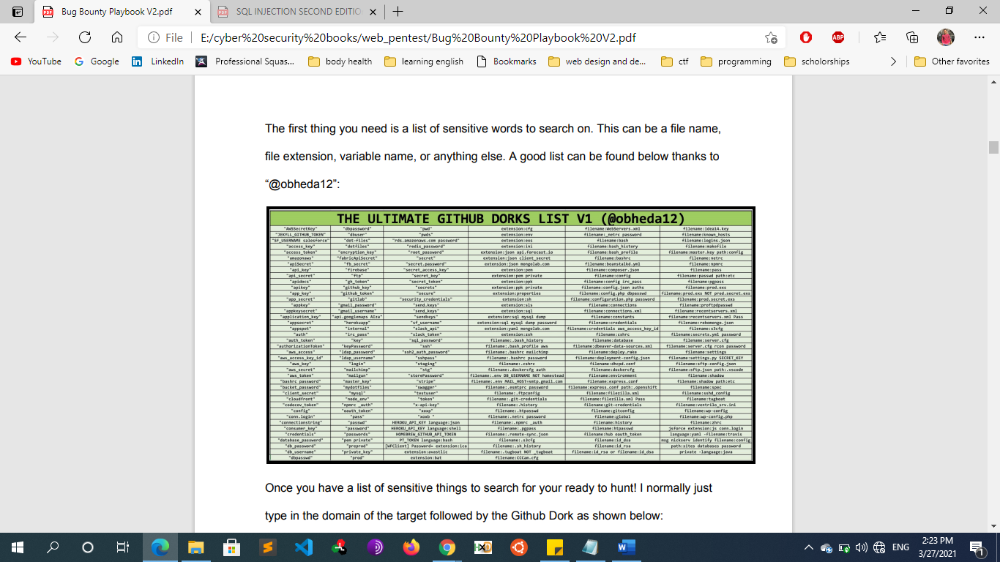 Bug Bounty Playbook V2.pdf
SQL INJECTION SECOND EDITIO
File
E:/cyber%20security%20books/web_pentest/Bug%20Bounty%20Playbook%20V2.pdf
ABP
YouTube Google LinkedIn Professional Squas... body health learning english Bookmarks web design and de... ctf programming scholorships Other favorites
The first thing you need is a list of sensitive words to search on. This can be a file name,
file extension, variable name, or anything else. A good list can be found below thanks to
“@obheda12”:
THE ULTIMATE GITHUB DORKS LIST V1 (@obheda12)
"AWSSecretKey" "dbpassword" "pwd" extension:cfg filename:WebServers.xml filename:idea14.key
"JEKYLL_GITHUB_TOKEN" "dbuser" "pwds" extension:env filename:_netrc password filename:known_hosts
"SF_USERNAME salesforce" "dot-files" "rds.amazonaws.com password" extension:exs filename:bash filename:logins.json
"access_key" "dotfiles" "redis_password" extension:ini filename:bash_history filename:makefile
"access_token" "encryption_key" "root_password" extension:json api.forecast.io filename:bash_profile filename:master.key path:config
"amazonaws" "fabricApiSecret" "secret" extension:json client_secret filename:bashrc filename:netrc
"apiSecret" "fb_secret" "secret.password" extension:json mongolab.com filename:beanstalkd.yml filename:npmrc
"api_key" "firebase" "secret_access_key" extension:pem filename:composer.json filename:pass
"api_secret" "ftp" "secret_key" extension:pem private filename:config filename:passwd path:etc
"apidocs" "gh_token" "secret_token" extension:ppk filename:config irc_pass filename:pgpass
"apikey" "github_key" "secrets" extension:ppk private filename:config.json auths filename:prod.exs
"app_key" "github_token" "secure" extension:properties filename:config.php dbpasswd filename:prod.exs NOT prod.secret.exs
"app_secret" "gitlab" "security_credentials" extension:sh filename:configuration.php password filename:prod.secret.exs
"appkey" "gmail_password" "send.keys" extension:sls filename:connections filename:proftpdpasswd
"appkeysecret" "gmail_username" "send_keys" extension:sql filename:connections.xml filename:recentservers.xml
"application_key" "api.googlemaps AIza" "sendkeys" extension:sql mysql dump filename:constants filename:recentservers.xml Pass
"appsecret" "herokuapp" "sf_username" extension:sql mysql dump password filename:credentials filename:robomongo.json
"appspot" "internal" "slack_api" extension:yaml mongolab.com filename:credentials aws_access_key_id filename:s3cfg
"auth" "irc_pass" "slack_token" extension:zsh filename:cshrc filename:secrets.yml password
"auth_token" "key" "sql_password" filename:.bash_history filename:database filename:server.cfg
"authorizationToken" "keyPassword" "ssh" filename:.bash_profile aws filename:dbeaver-data-sources.xml filename:server.cfg rcon password
"aws_access" "ldap_password" "ssh2_auth_password" filename:.bashrc mailchimp filename:deploy.rake filename:settings
"aws_access_key_id" "ldap_username" "sshpass" filename:.bashrc password filename:deployment-config.json filename:settings.py SECRET_KEY
"aws_key" "login" "staging" filename:.cshrc filename:dhcpd.conf filename:sftp-config.json
"aws_secret" "mailchimp" "stg" filename:.dockercfg auth filename:dockercfg filename:sftp.json path:.vscode
"aws_token" "mailgun" "storePassword" filename:.env DB_USERNAME NOT homestead filename:environment filename:shadow
"bashrc password" "master_key" "stripe" filename:.env MAIL_HOST=smtp.gmail.com filename:express.conf filename:shadow path:etc
"bucket_password" "mydotfiles" "swagger" filename:.esmtprc password filename:express.conf path:.openshift filename:spec
"client_secret" "mysql" "testuser" filename:.ftpconfig filename:filezilla.xml filename:sshd_config
"cloudfront" "node_env" "token" filename:.git-credentials filename:filezilla.xml Pass filename:tugboat
"codecov_token" "npmrc _auth" "x-api-key" filename:.history filename:git-credentials filename:ventrilo_srv.ini
"config" "oauth_token" "xoxp" filename:.htpasswd filename:gitconfig filename:wp-config
"conn.login" "pass" "xoxb " filename:.netrc password filename:global filename:wp-config.php
"connectionstring" "passwd" HEROKU_API_KEY language:json filename:.npmrc _auth filename:history filename:zhrc
"consumer_key" "password" HEROKU_API_KEY language:shell filename:.pgpass filename:htpasswd jsforce extension:js conn.login
"credentials" "passwords" HOMEBREW_GITHUB_API_TOKEN filename:.remote-sync.json filename:hub oauth_token language:yaml -filename:travis
"database_password" "pem private" PT_TOKEN language:bash filename:.s3cfg filename:id_dsa msg nickserv identify filename:config
"db_password" "preprod" [WFClient] Password= extension:ica filename:.sh_history filename:id_rsa path:sites databases password
"db_username" "private_key" extension:avastlic filename:.tugboat NOT _tugboat filename:id_rsa or filename:id_dsa private -language:java
"dbpasswd" "prod" extension:bat filename:CCCam.cfg
Once you have a list of sensitive things to search for your ready to hunt! I normally just
type in the domain of the target followed by the Github Dork as shown below:
ENG
2:23 PM
3/27/2021
1